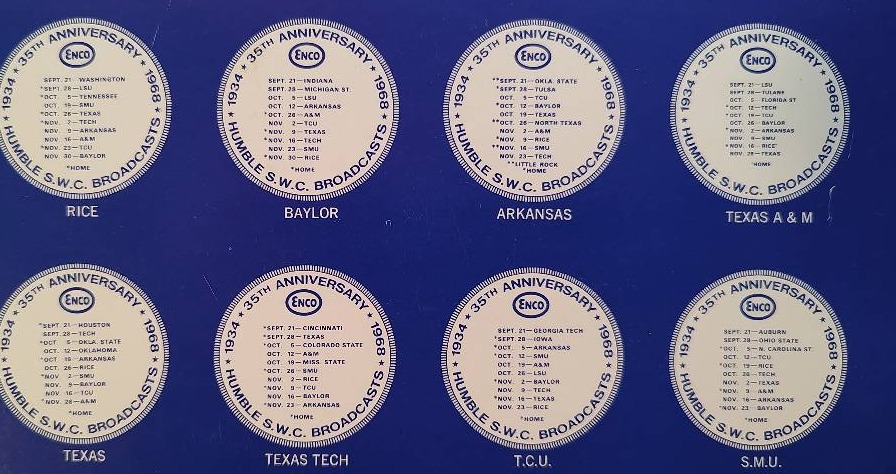 1934 ★ 35TH ANNIVERSARY ★ 1968
ENCO
SEPT. 21—WASHINGTON
*SEPT. 28—LSU
*OCT. 5—TENNESSEE
OCT. 19—SMU
*OCT. 26—TEXAS
NOV. 2—TECH
NOV. 9—ARKANSAS
NOV. 16—A&M
*NOV. 23—TCU
NOV. 30—BAYLOR
*HOME
HUMBLE S.W.C. BROADCASTS
RICE
1934 ★ 35TH ANNIVERSARY ★ 1968
ENCO
SEPT. 21—INDIANA
SEPT. 28—MICHIGAN ST.
*OCT. 5—LSU
OCT. 12—ARKANSAS
*OCT. 26—A&M
NOV. 2—TCU
*NOV. 9—TEXAS
*NOV. 16—TECH
NOV. 23—SMU
*NOV. 30—RICE
*HOME
HUMBLE S.W.C. BROADCASTS
BAYLOR
1934 ★ 35TH ANNIVERSARY ★ 1968
ENCO
**SEPT. 21—OKLA. STATE
*SEPT. 28—TULSA
*OCT. 5—TCU
*OCT. 12—BAYLOR
OCT. 19—TEXAS
*OCT. 26—NORTH TEXAS
NOV. 2—A&M
*NOV. 9—RICE
**NOV. 16—SMU
NOV. 23—TECH
**LITTLE ROCK
*HOME
HUMBLE S.W.C. BROADCASTS
ARKANSAS
1934 ★ 35TH ANNIVERSARY ★ 1968
ENCO
SEPT. 21—LSU
SEPT. 28—TULANE
*OCT. 5—FLORIDA ST
*OCT. 12—TECH
*OCT. 19—TCU
OCT. 26—BAYLOR
*NOV. 2—ARKANSAS
NOV. 9—SMU
*NOV. 16—RICE
NOV. 28—TEXAS
*HOME
HUMBLE S.W.C. BROADCASTS
TEXAS A & M
1934 ★ 35TH ANNIVERSARY ★ 1968
ENCO
*SEPT. 21—HOUSTON
SEPT. 28—TECH
*OCT. 5—OKLA. STATE
OCT. 12—OKLAHOMA
*OCT. 19—ARKANSAS
OCT. 26—RICE
*NOV. 2—SMU
NOV. 9—BAYLOR
NOV. 16—TCU
*NOV. 28—A&M
*HOME
HUMBLE S.W.C. BROADCASTS
TEXAS
1934 ★ 35TH ANNIVERSARY ★ 1968
ENCO
*SEPT. 21—CINCINNATI
*SEPT. 28—TEXAS
*OCT. 5—COLORADO STATE
OCT. 12—A&M
OCT. 19—MISS. STATE
*OCT. 26—SMU
NOV. 2—RICE
*NOV. 9—TCU
NOV. 16—BAYLOR
*NOV. 23—ARKANSAS
*HOME
HUMBLE S.W.C. BROADCASTS
TEXAS TECH
1934 ★ 35TH ANNIVERSARY ★ 1968
ENCO
SEPT. 21—GEORGIA TECH
*SEPT. 28—IOWA
*OCT. 5—ARKANSAS
*OCT. 12—SMU
OCT. 19—A&M
OCT. 26—LSU
*NOV. 2—BAYLOR
NOV. 9—TECH
*NOV. 16—TEXAS
NOV. 23—RICE
*HOME
HUMBLE S.W.C. BROADCASTS
T.C.U.
1934 ★ 35TH ANNIVERSARY ★ 1968
ENCO
SEPT. 21—AUBURN
SEPT. 28—OHIO STATE
*OCT. 5—N. CAROLINA ST.
OCT. 12—TCU
*OCT. 19—RICE
OCT. 26—TECH
NOV. 2—TEXAS
*NOV. 9—A&M
*NOV. 16—ARKANSAS
*NOV. 23—BAYLOR
*HOME
HUMBLE S.W.C. BROADCASTS
S.M.U.